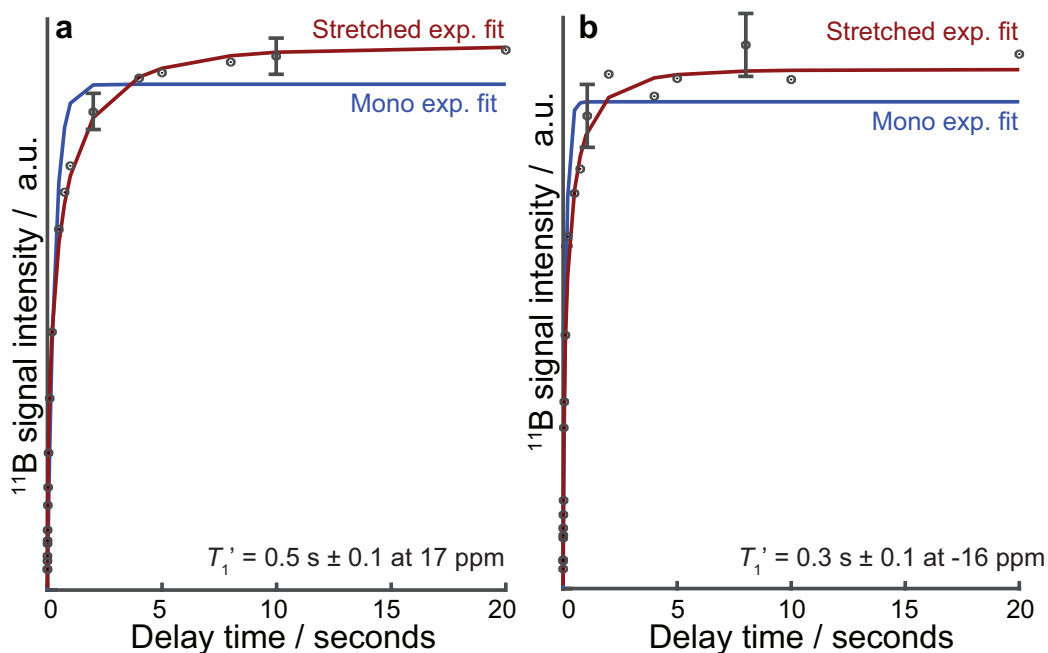 a
Stretched exp. fit
Mono exp. fit
¹¹B signal intensity / a.u.
T₁' = 0.5 s ± 0.1 at 17 ppm
0 5 10 15 20
Delay time / seconds
b
Stretched exp. fit
Mono exp. fit
¹¹B signal intensity / a.u.
T₁' = 0.3 s ± 0.1 at -16 ppm
0 5 10 15 20
Delay time / seconds